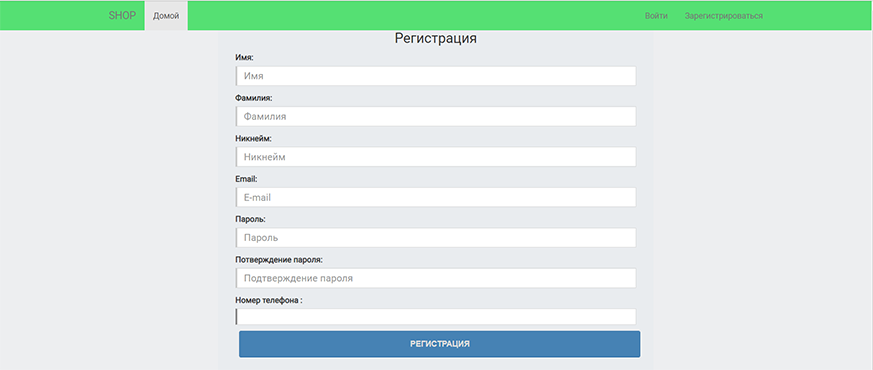 SHOP Домой Войти Зарегистрироваться
Регистрация
Имя:
Имя
Фамилия:
Фамилия
Никнейм:
Никнейм
Email:
E-mail
Пароль:
Пароль
Потверждение пароля:
Подтверждение пароля
Номер телефона :
РЕГИСТРАЦИЯ